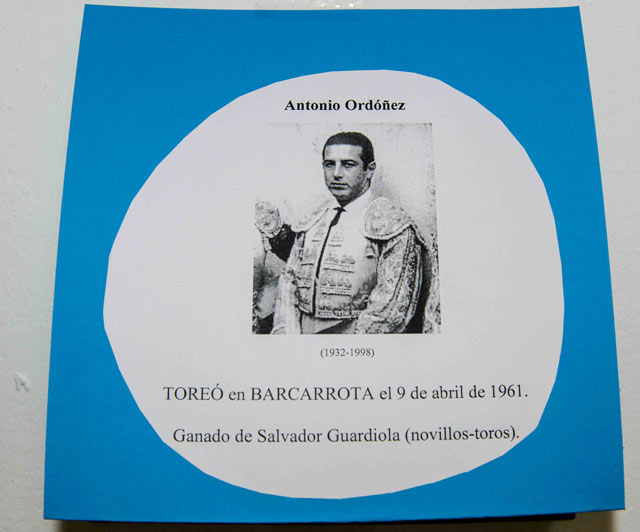 Antonio Ordóñez
(1932-1998)
TOREÓ en BARCARROTA el 9 de abril de 1961.
Ganado de Salvador Guardiola (novillos-toros).